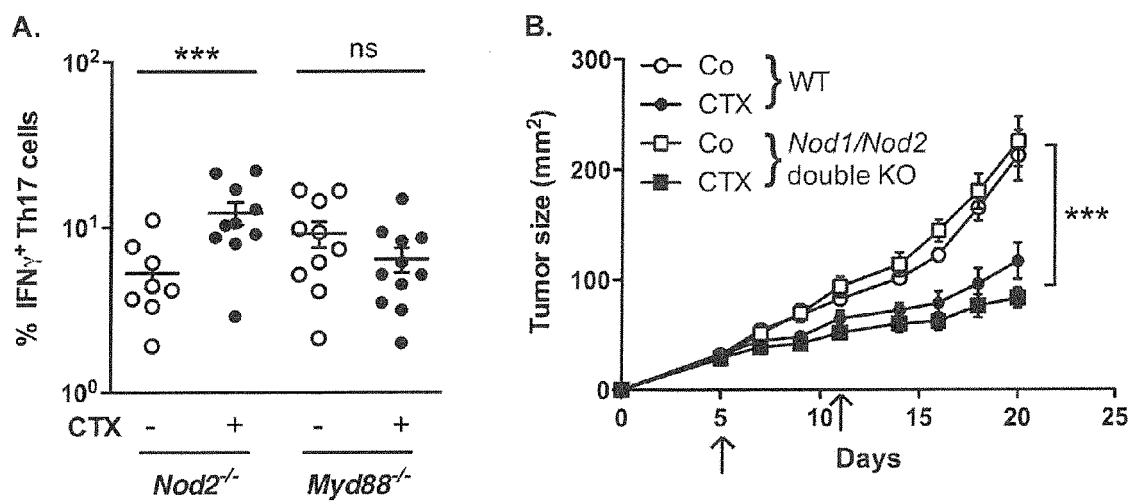 A.
*** ns
10²
10¹
10⁰
% IFNγ⁺ Th17 cells
CTX - + - +
Nod2⁻/⁻ Myd88⁻/⁻
B.
300
200
100
0
Tumor size (mm²)
Co
CTX
} WT
Co
CTX
} Nod1/Nod2
double KO
***
0 5 10 15 20 25
Days